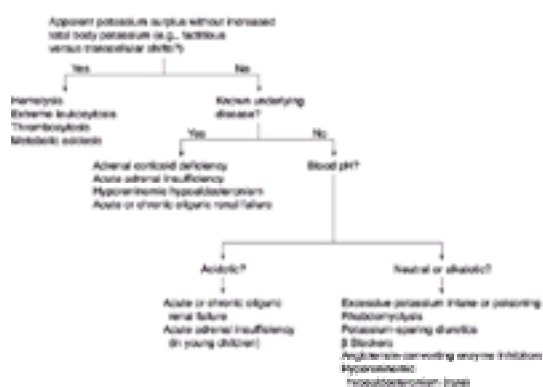 Apparent potassium surplus without increased
total body potassium (e.g., factitious
versus transcellular shifts?)
Yes
No
Hemolysis
Extreme leukocytosis
Thrombocytosis
Metabolic acidosis
Known underlying
disease?
Yes
No
Adrenal corticoid deficiency
Acute adrenal insufficiency
Hyporeninemic hypoaldosteronism
Acute or chronic oliguric renal failure
Blood pH?
Acidotic?
Neutral or alkalotic?
Acute or chronic oliguric
renal failure
Acute adrenal insufficiency
(in young children)
Excessive potassium intake or poisoning
Rhabdomyolysis
Potassium-sparing diuretics
β Blockers
Angiotensin-converting enzyme inhibitors
Hyporeninemic
hypoaldosteronism